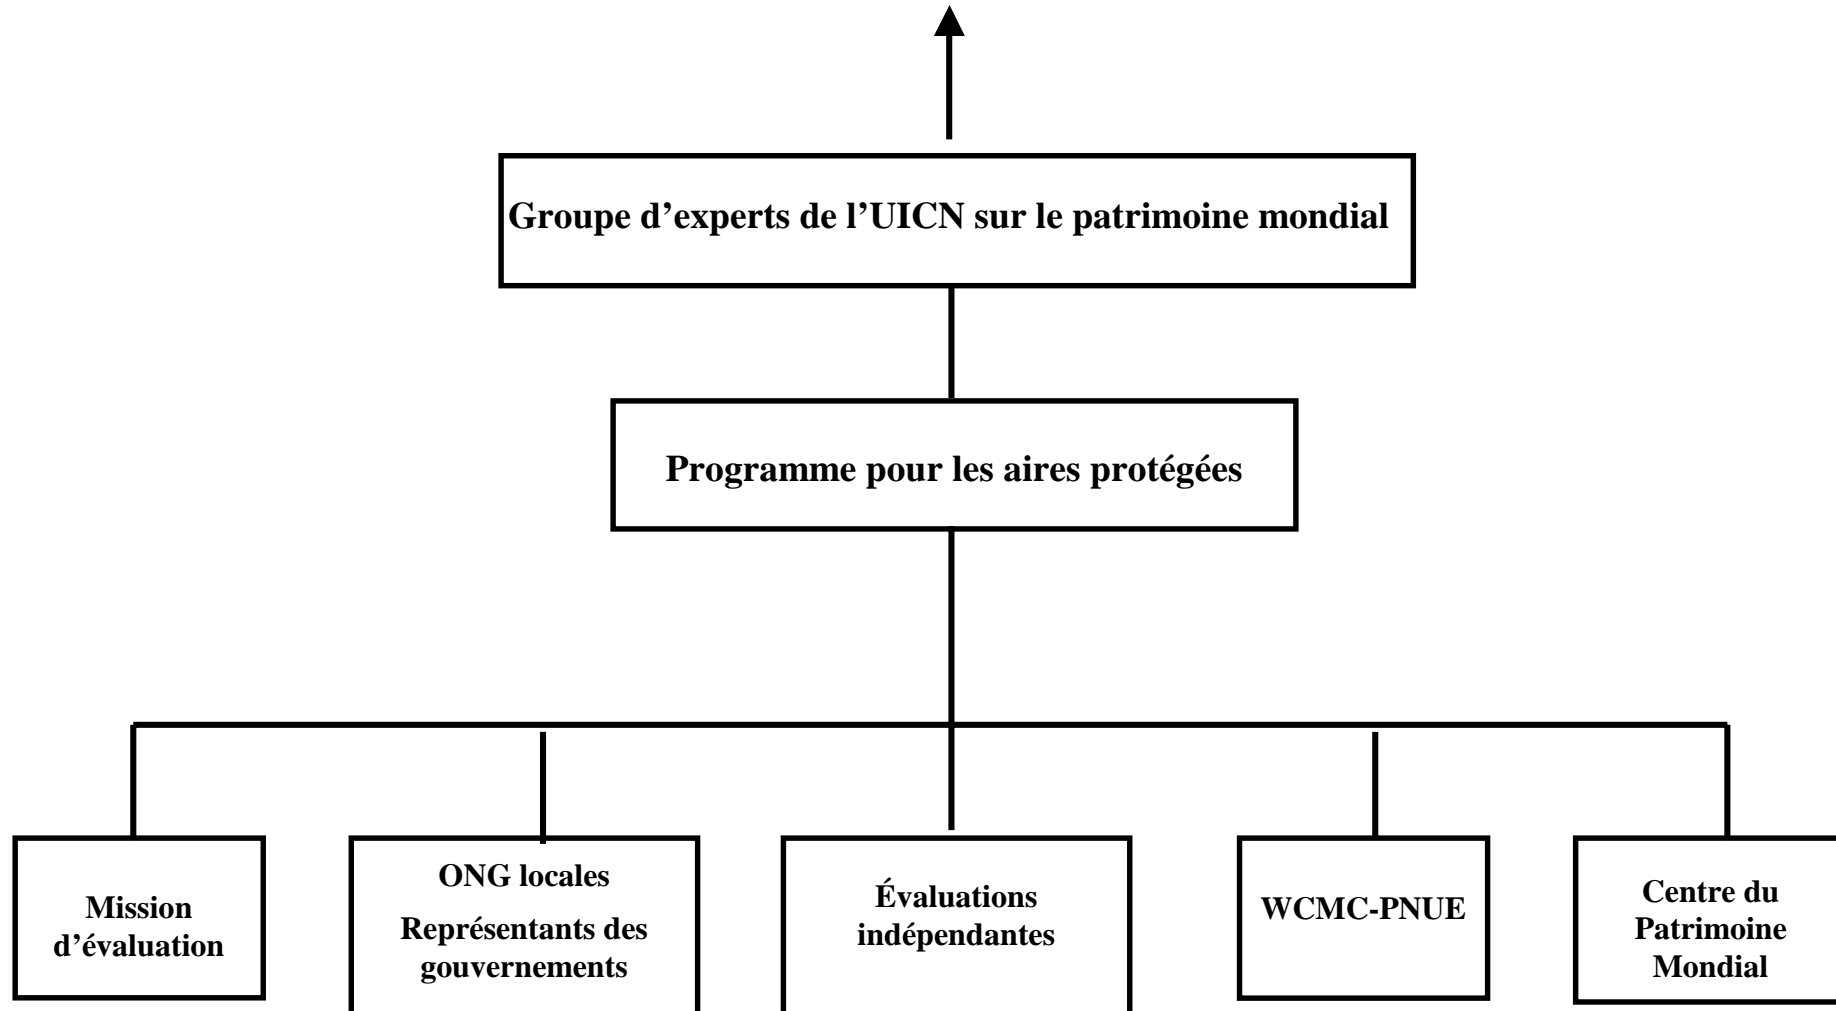 Groupe d’experts de l’UICN sur le patrimoine mondial
Programme pour les aires protégées
Mission
d’évaluation
ONG locales
Représentants des
gouvernements
Évaluations
indépendantes
WCMC-PNUE
Centre du
Patrimoine
Mondial